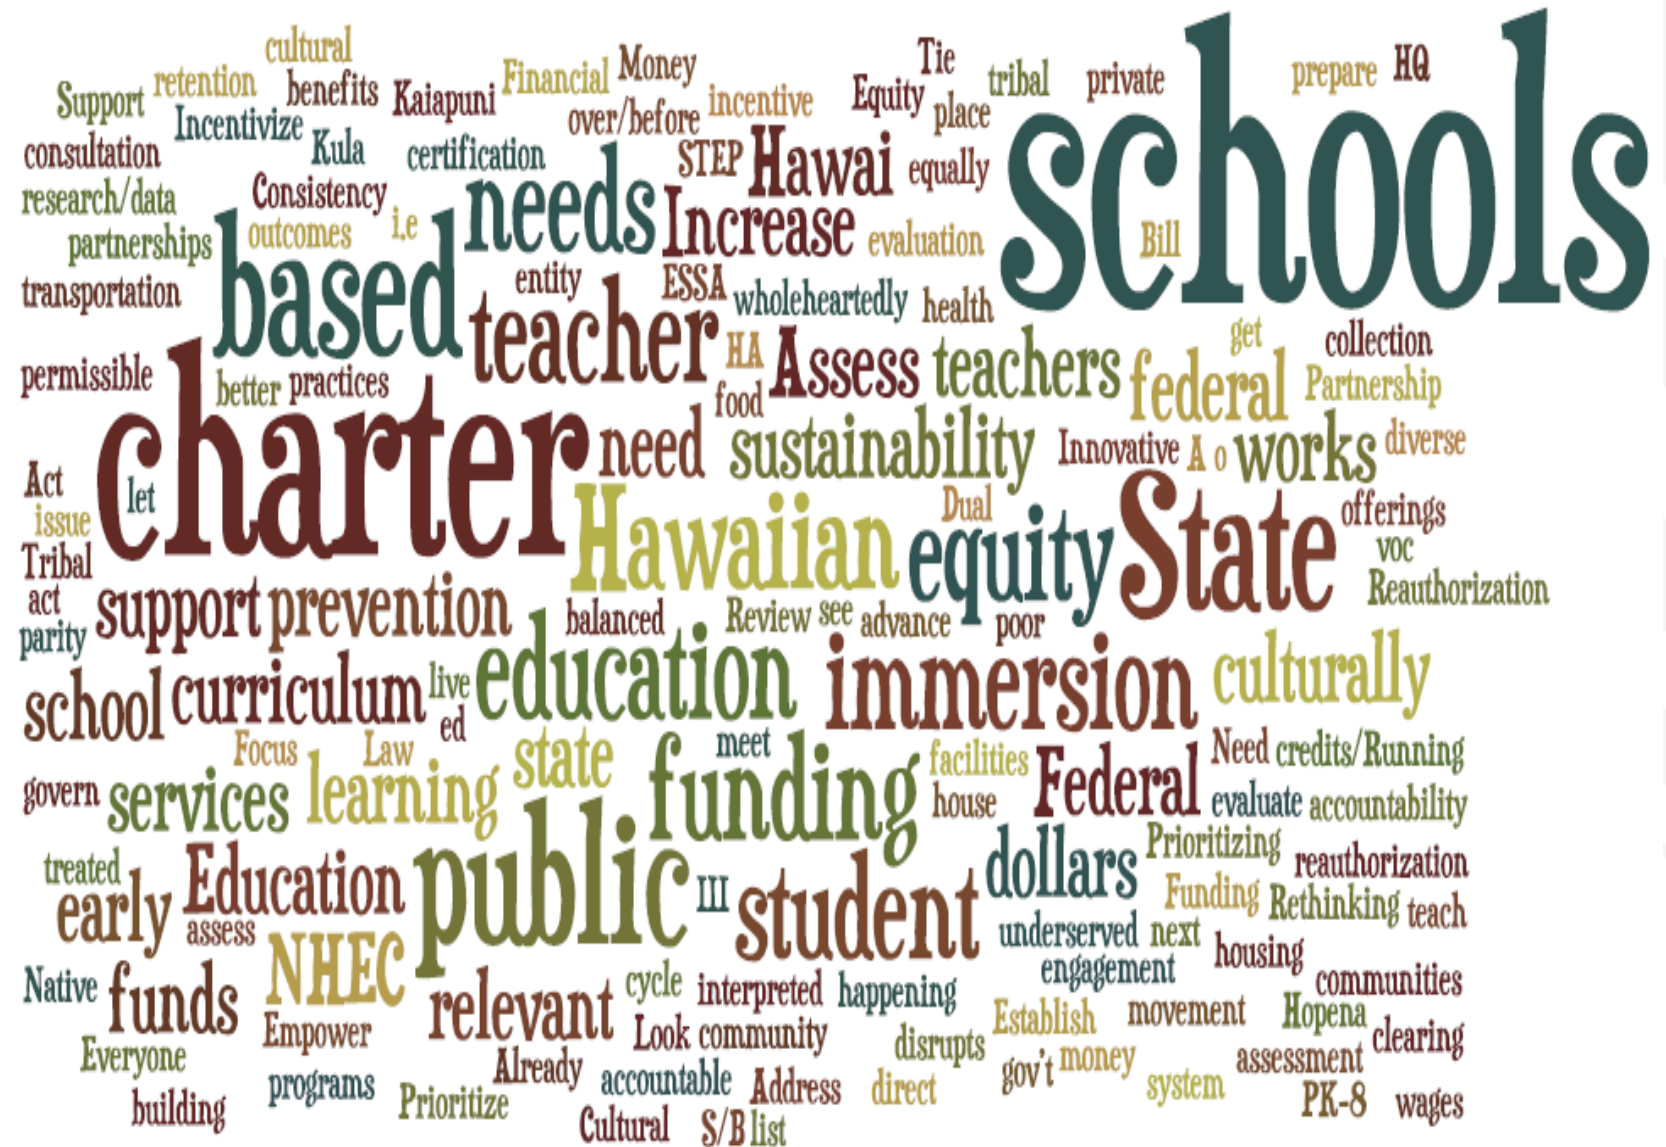 cultural
Support retention benefits Kaiapuni Financial Money Tie tribal private prepare HQ schools
consultation Incentivize Kula certification over/before incentive Equity place
research/data Consistency needs STEP Hawai equally
partnerships based outcomes i.e Increase evaluation Bill
transportation entity ESSA wholeheartedly health
permissible better practices teacher HA Assess teachers federal get collection
food Partnership
charter need sustainability Innovative A o works diverse
Act let
issue Hawaiian Dual equity State offerings
Tribal voc
act support prevention balanced Review see advance poor Reauthorization
parity
school curriculum live education immersion culturally
ed
Focus Law state meet facilities Federal Need credits/Running
govern services learning funding house evaluate accountability
treated Education public III student dollars Prioritizing reauthorization
early assess Funding Rethinking teach
NHEC underserved next housing
Native funds relevant cycle interpreted happening engagement communities
Empower Look community Establish movement Hopena clearing
Everyone Already disrupts gov't money assessment
building programs Prioritize accountable Address direct system PK-8 wages
Cultural S/B list